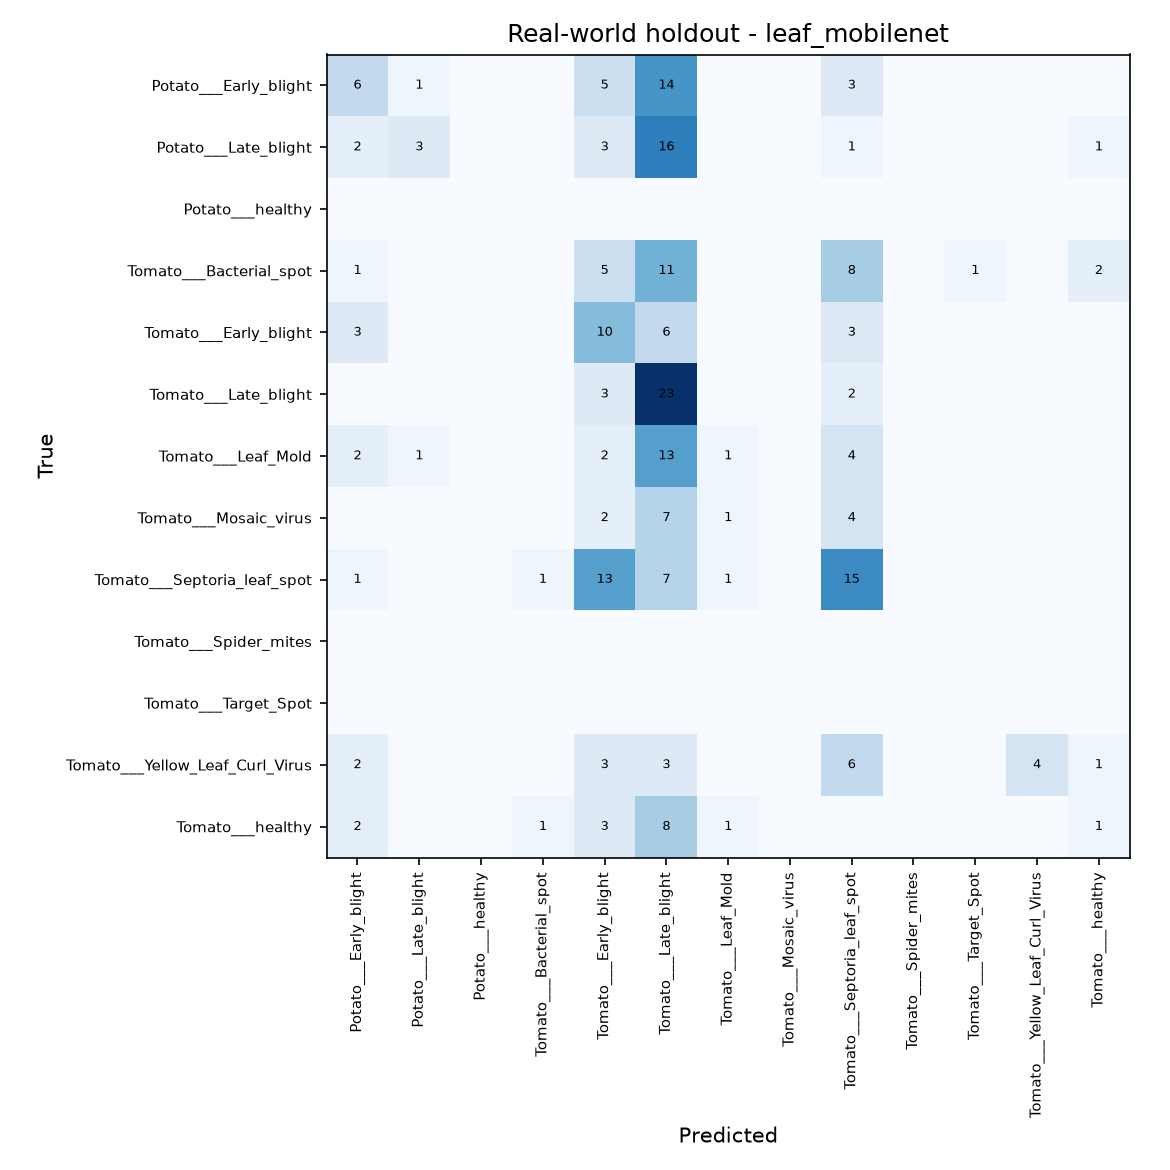 Real-world holdout - leaf_mobilenet
True
Potato___Early_blight 6 1 5 14 3
Potato___Late_blight 2 3 3 16 1 1
Potato___healthy
Tomato___Bacterial_spot 1 5 11 8 1 2
Tomato___Early_blight 3 10 6 3
Tomato___Late_blight 3 23 2
Tomato___Leaf_Mold 2 1 2 13 1 4
Tomato___Mosaic_virus 2 7 1 4
Tomato___Septoria_leaf_spot 1 1 13 7 1 15
Tomato___Spider_mites
Tomato___Target_Spot
Tomato___Yellow_Leaf_Curl_Virus 2 3 3 6 4 1
Tomato___healthy 2 1 3 8 1 1
Potato___Early_blight
Potato___Late_blight
Potato___healthy
Tomato___Bacterial_spot
Tomato___Early_blight
Tomato___Late_blight
Tomato___Leaf_Mold
Tomato___Mosaic_virus
Tomato___Septoria_leaf_spot
Tomato___Spider_mites
Tomato___Target_Spot
Tomato___Yellow_Leaf_Curl_Virus
Tomato___healthy
Predicted